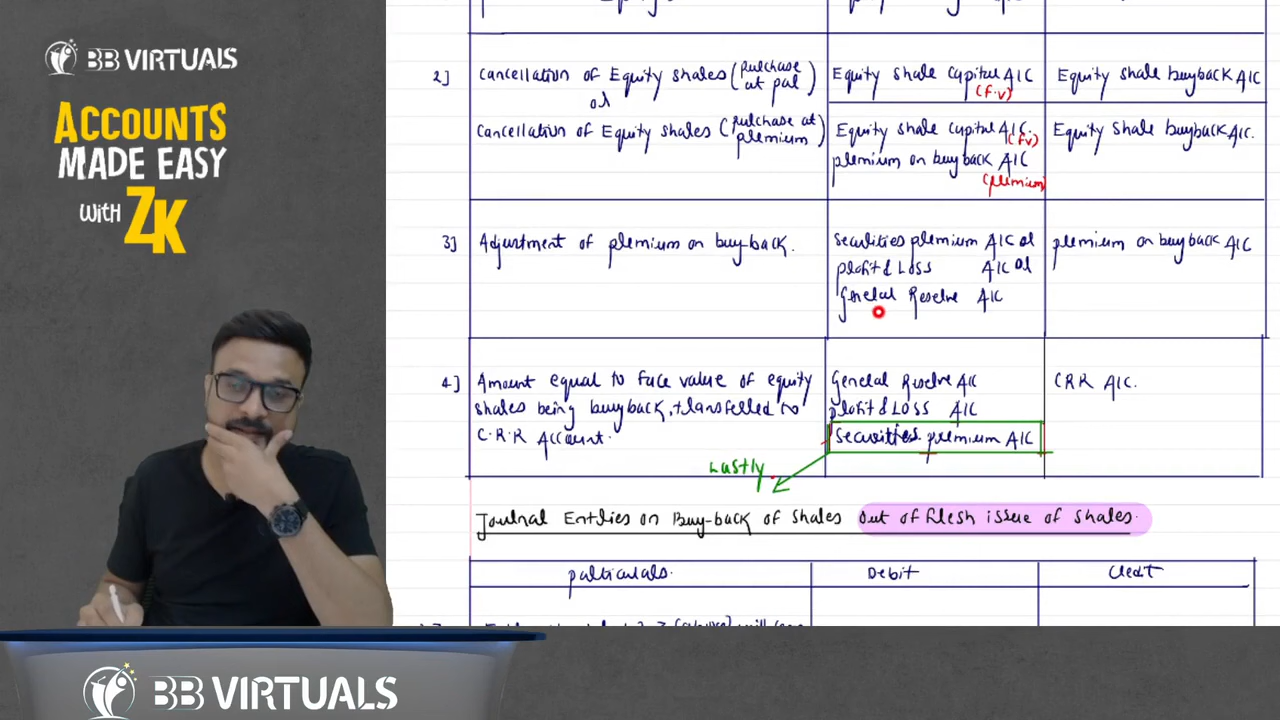 BB VIRTUALS
ACCOUNTS
MADE EASY
WITH ZK
2] Cancellation of Equity shares (purchase at par) Equity share capital A/C (F.V) Equity share buyback A/C
or
Cancellation of Equity shares (purchase at premium) Equity share capital A/C. (FV) Equity share buyback A/C.
premium on buyback A/C (premium)
3] Adjustment of premium on buy-back. Securities premium A/C or premium on buyback A/C
profit & Loss A/C or
General Reserve A/C
4] Amount equal to face value of equity General Reserve A/C CRR A/C.
shares being buyback, transferred to profit & LOSS A/C
C.R.R Account. Securities premium A/C
Lastly
Journal Entries on Buy-back of shares out of fresh issue of shares.
particulars. Debit Credit
BB VIRTUALS